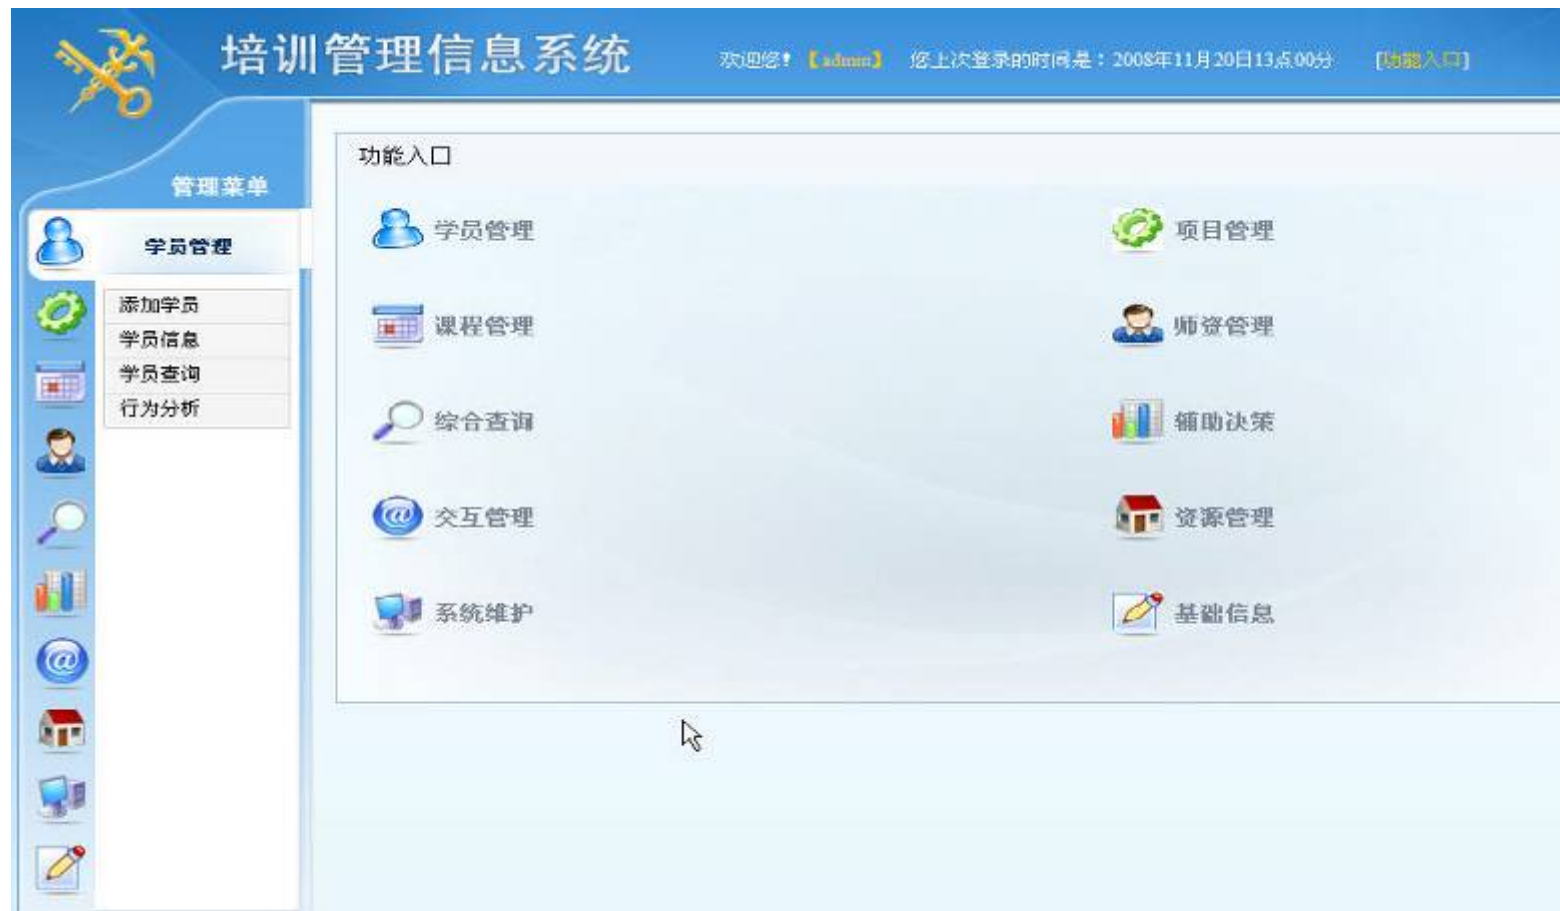 培训管理信息系统
欢迎您! 【admin】 您上次登录的时间是:2008年11月20日13点00分 [功能入口]
管理菜单
学员管理
添加学员
学员信息
学员查询
行为分析
功能入口
学员管理 项目管理
课程管理 师资管理
综合查询 辅助决策
交互管理 资源管理
系统维护 基础信息